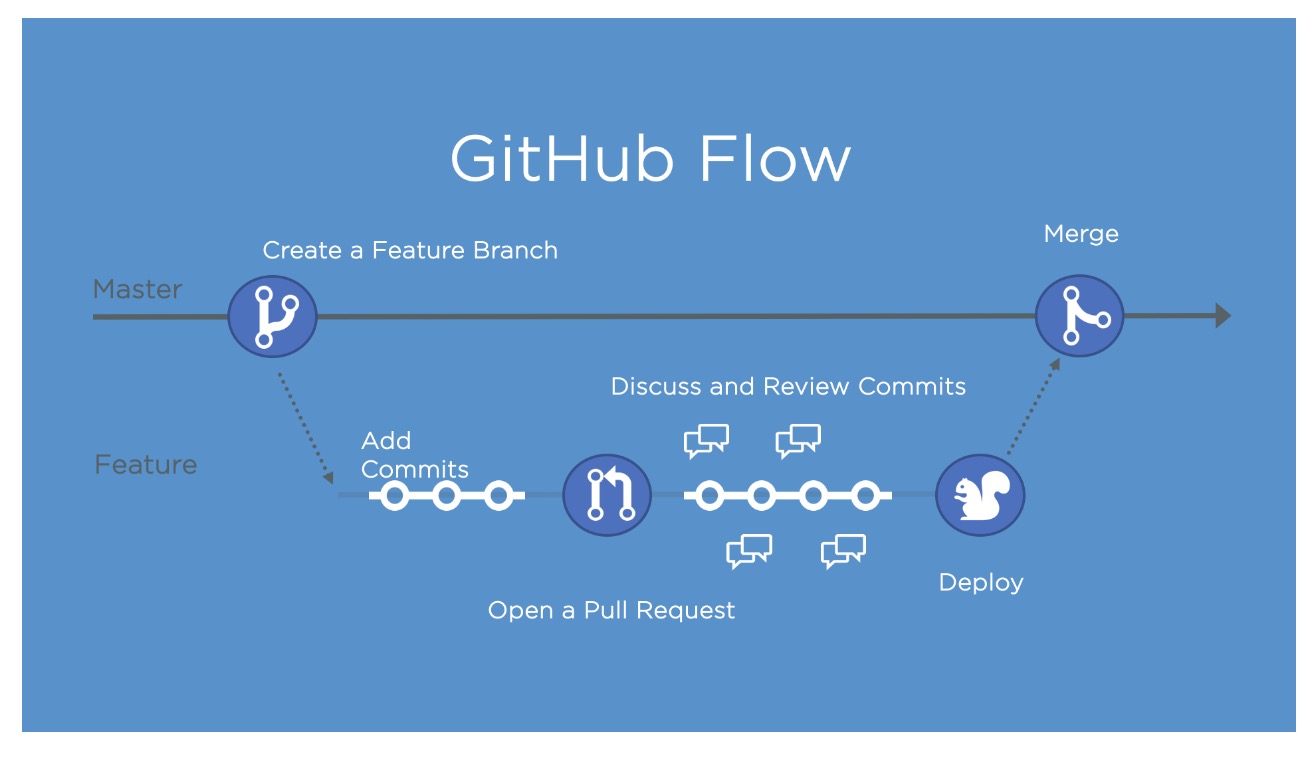 GitHub Flow
Create a Feature Branch
Merge
Master
Discuss and Review Commits
Add
Commits
Feature
Deploy
Open a Pull Request